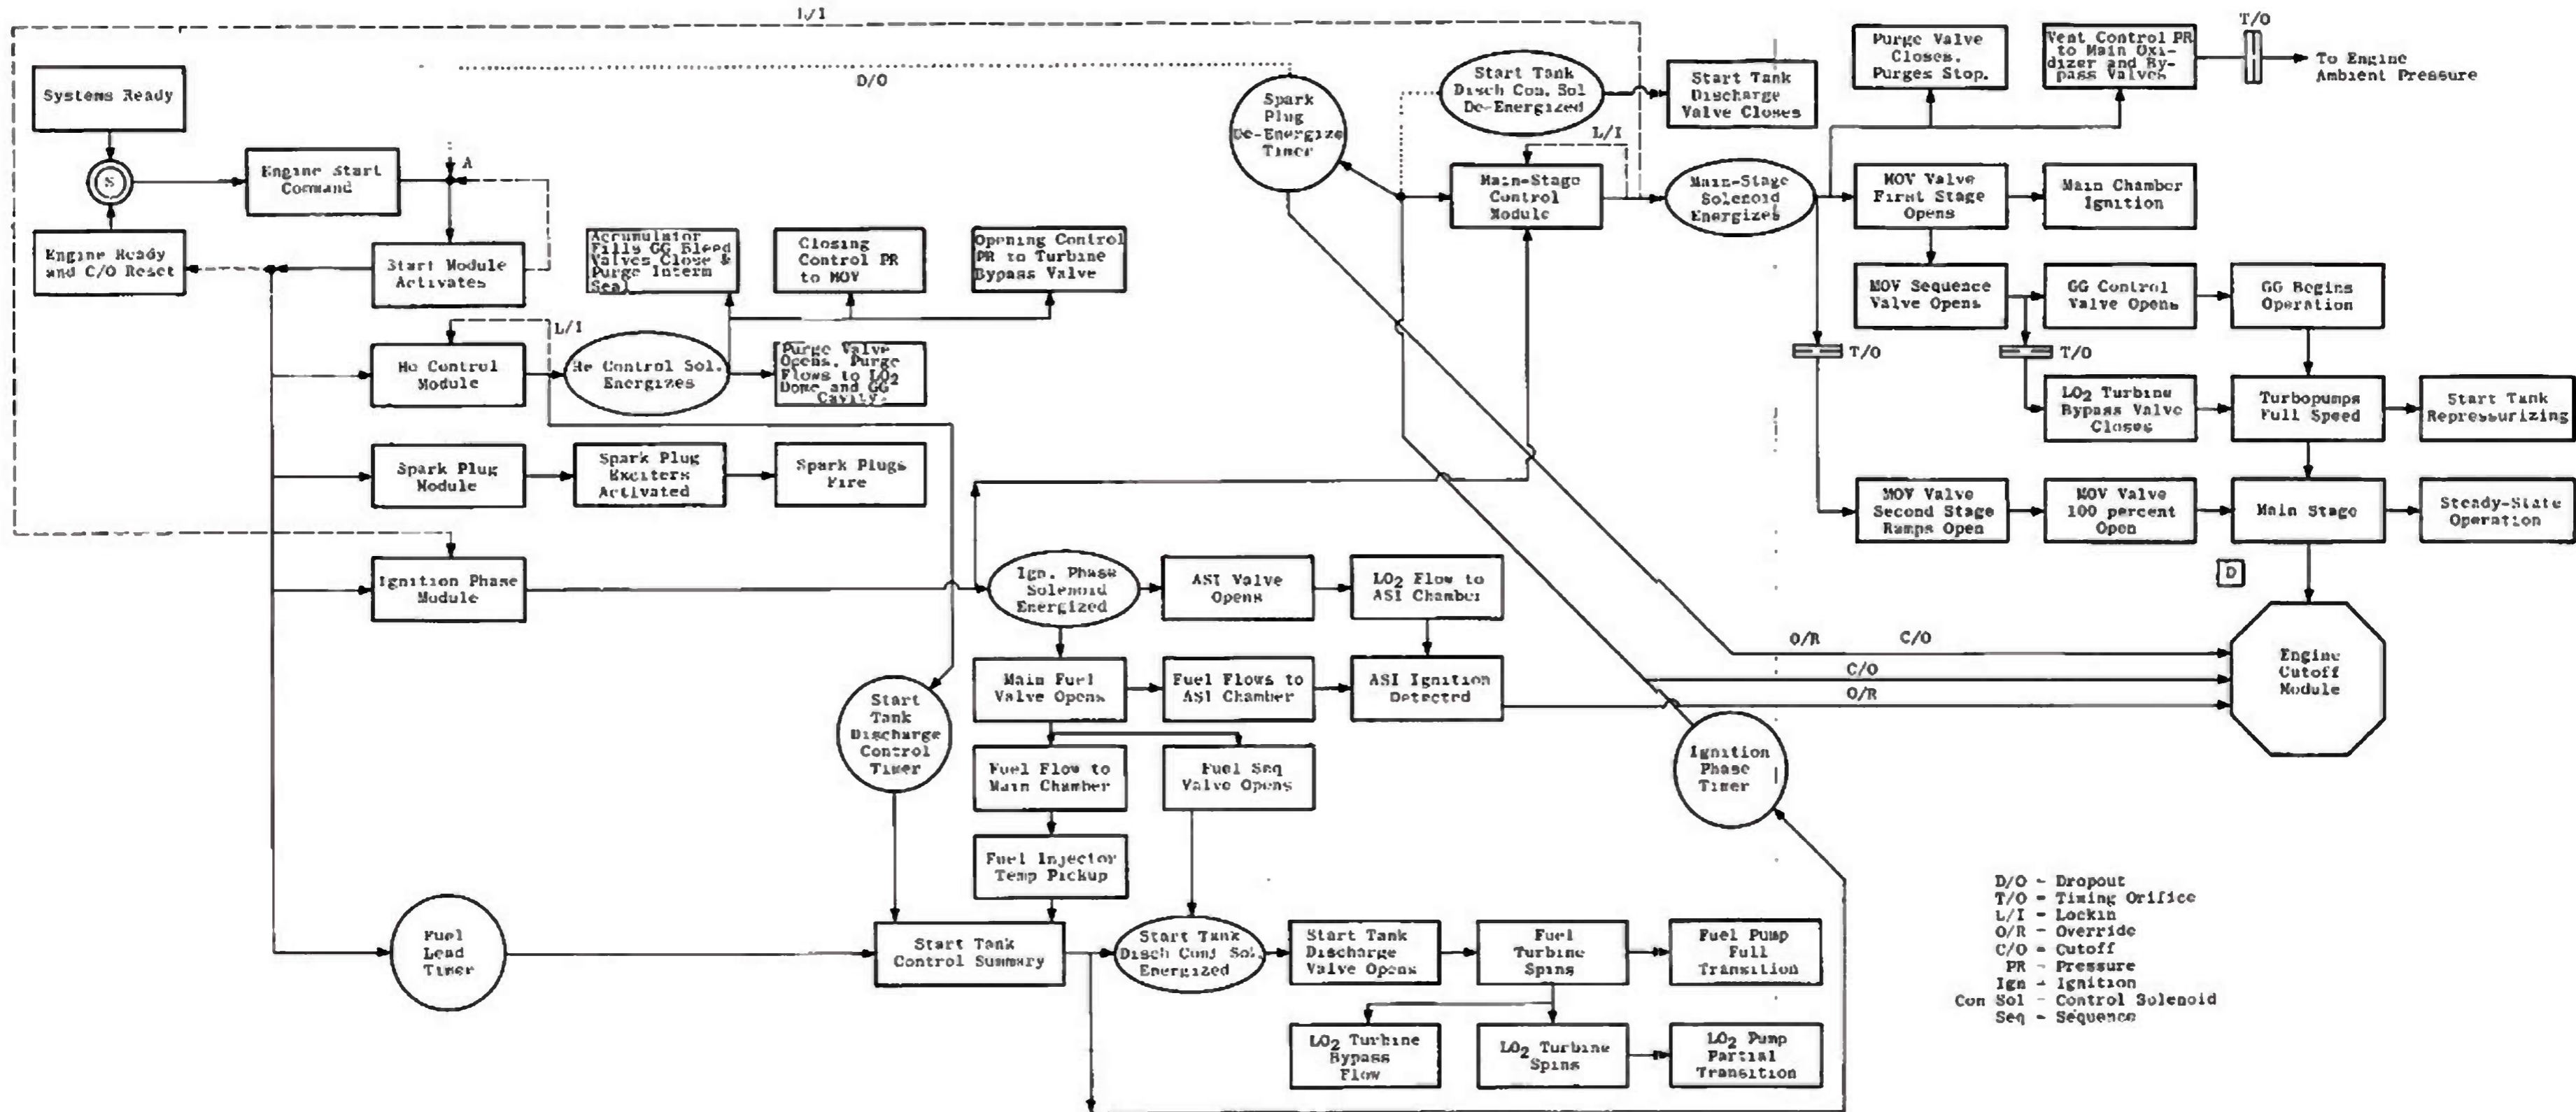 L/I
D/O
Systems Ready
S
Engine Start
Command
A
Engine Ready
and C/O Reset
Start Module
Activates
Accumulator
Fills GG Bleed
Valves Close &
Purge Interm
Seal
Closing
Control PR
to MOV
Opening Control
PR to Turbine
Bypass Valve
L/I
He Control
Module
He Control Sol.
Energizes
Purge Valve
Opens. Purge
Flows to LO2
Dome and GG
Cavity.
Spark Plug
Module
Spark Plug
Exciters
Activated
Spark Plugs
Fire
Ignition Phase
Module
Ign. Phase
Solenoid
Energized
ASI Valve
Opens
LO2 Flow to
ASI Chamber
Main Fuel
Valve Opens
Fuel Flows to
ASI Chamber
ASI Ignition
Detected
Start
Tank
Discharge
Control
Timer
Fuel Flow to
Main Chamber
Fuel Seq
Valve Opens
Fuel Injector
Temp Pickup
Fuel
Lead
Timer
Start Tank
Control Summary
Start Tank
Disch Con. Sol.
Energized
Start Tank
Discharge
Valve Opens
Fuel
Turbine
Spins
Fuel Pump
Full
Transition
LO2 Turbine
Bypass
Flow
LO2 Turbine
Spins
LO2 Pump
Partial
Transition
Spark
Plug
De-Energize
Timer
Start Tank
Disch Con. Sol
De-Energized
Start Tank
Discharge
Valve Closes
L/I
Main-Stage
Control
Module
Main-Stage
Solenoid
Energizes
Purge Valve
Closes.
Purges Stop.
Vent Control PR
to Main Oxi-
dizer and By-
pass Valves
T/O
To Engine
Ambient Pressure
MOV Valve
First Stage
Opens
Main Chamber
Ignition
MOV Sequence
Valve Opens
GG Control
Valve Opens
GG Begins
Operation
T/O
T/O
LO2 Turbine
Bypass Valve
Closes
Turbopumps
Full Speed
Start Tank
Repressurizing
MOV Valve
Second Stage
Ramps Open
MOV Valve
100 percent
Open
Main Stage
Steady-State
Operation
D
O/R
C/O
C/O
O/R
Engine
Cutoff
Module
Ignition
Phase
Timer
D/O - Dropout
T/O - Timing Orifice
L/I - Lockin
O/R - Override
C/O - Cutoff
PR - Pressure
Ign - Ignition
Con Sol - Control Solenoid
Seq - Sequence